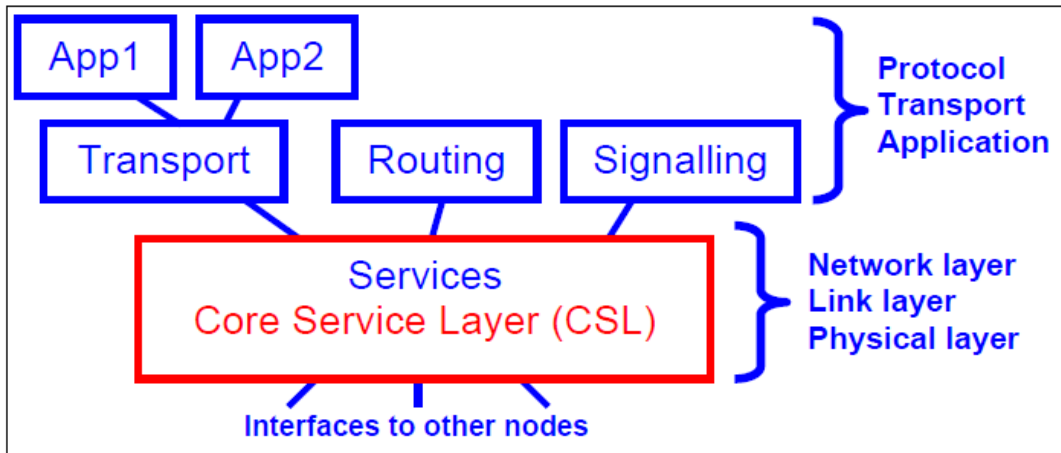 App1
App2
Protocol
Transport
Application
Transport
Routing
Signalling
Services
Core Service Layer (CSL)
Network layer
Link layer
Physical layer
Interfaces to other nodes